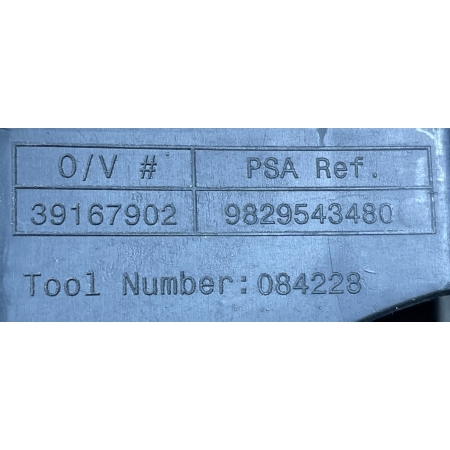 O/V # PSA Ref.
39167902 9829543480
Tool Number: 084228